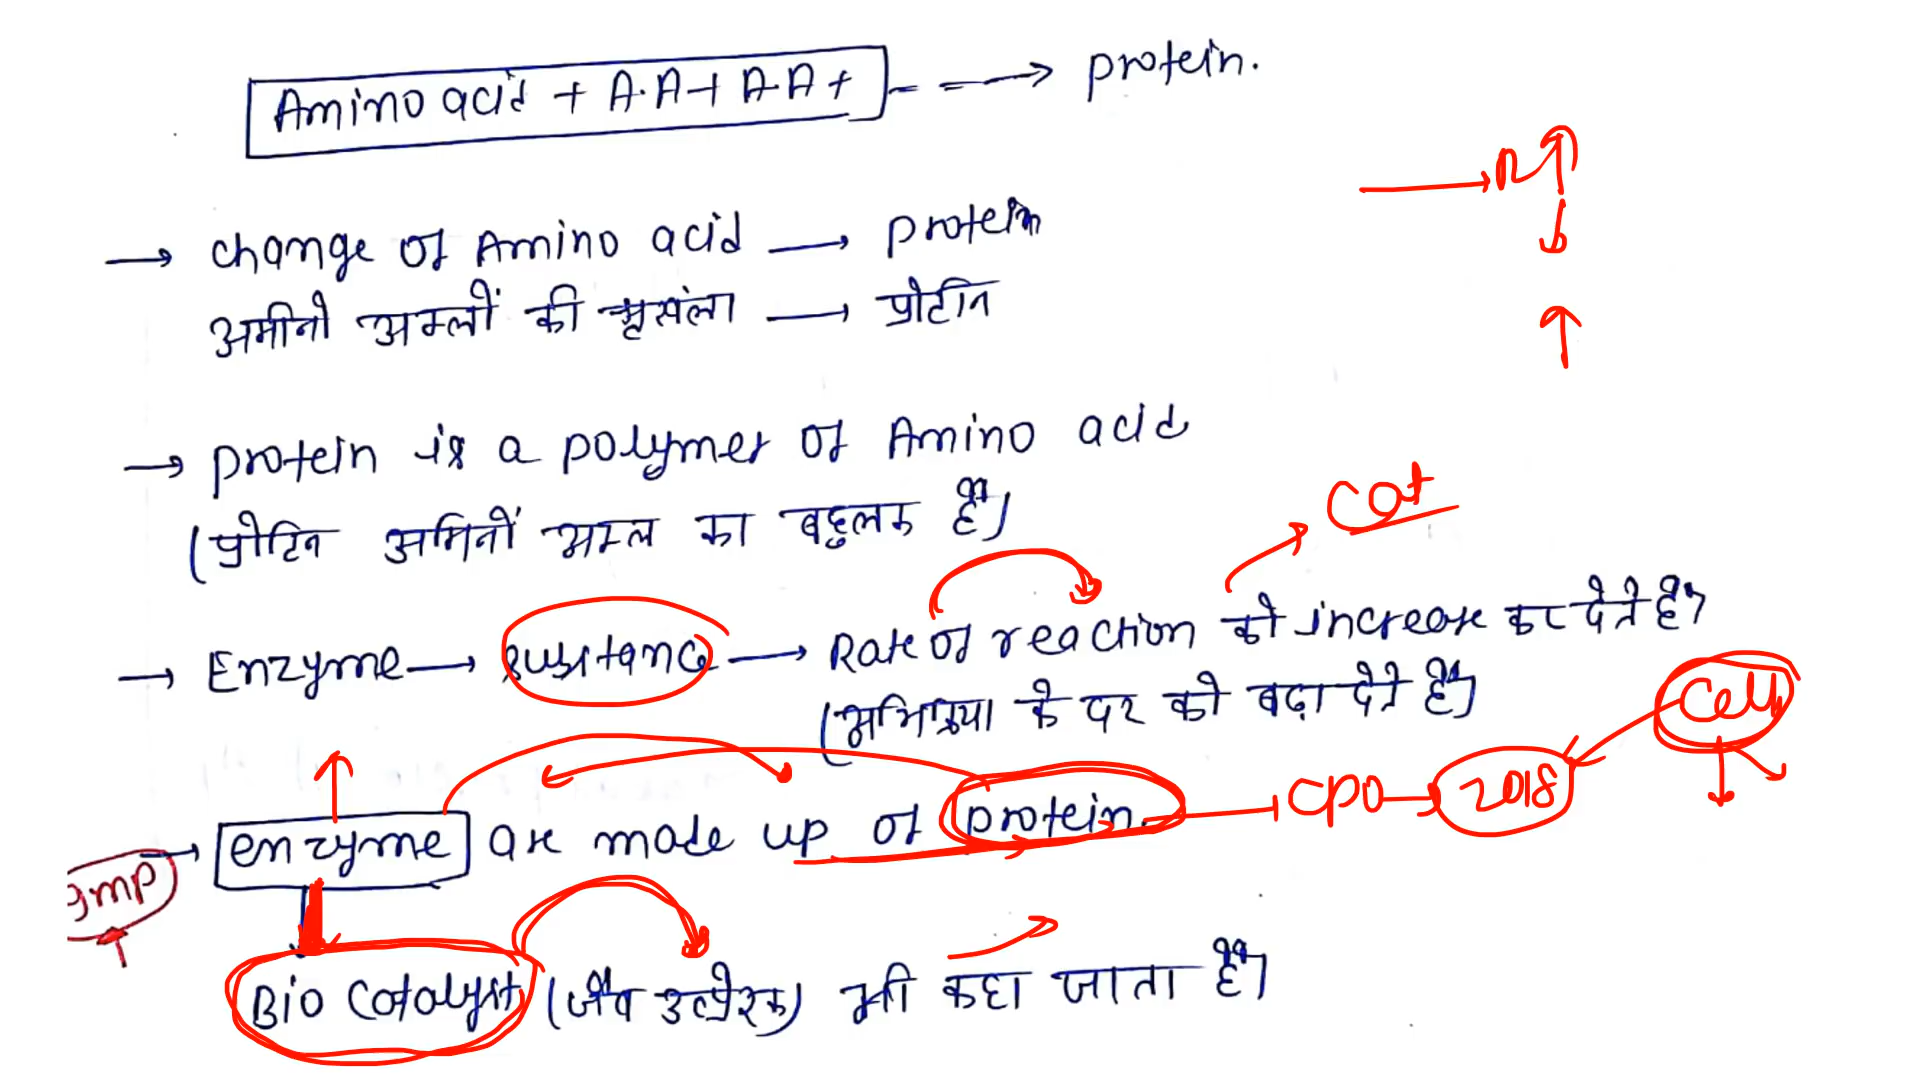 Amino acid + A.A + A.A + ---> protein.
→ change of Amino acid → protein
अमीनो अम्लों की → प्रोटीन
→ protein is a polymer of Amino acid
(प्रोटिन अमिनों अम्ल का बहुलक है।)
Cat
→ Enzyme → substance → Rate of reaction को increase कर देते है।
(अभिक्रिया के दर को बढ़ा देते है।)
Cell
→ enzyme are made up of protein. → CPO → 2018
Imp
Bio Catalyst (जैव उत्प्रेरक) भी कहा जाता है।